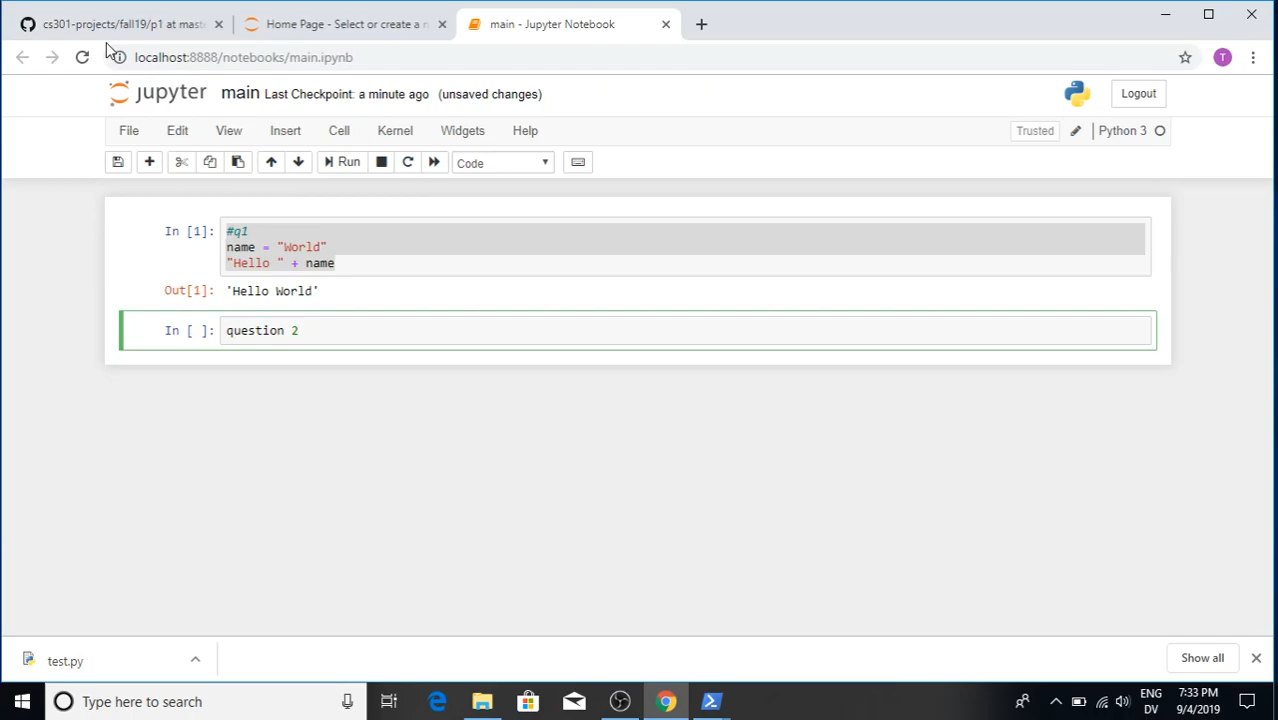 cs301-projects/fall19/p1 at mast
Home Page - Select or create a n
main - Jupyter Notebook
localhost:8888/notebooks/main.ipynb
T
jupyter main Last Checkpoint: a minute ago (unsaved changes)
Logout
File Edit View Insert Cell Kernel Widgets Help
Trusted
Python 3
Run
Code
In [1]: #q1
name = "World"
"Hello " + name
Out[1]: 'Hello World'
In [ ]: question 2
test.py
Show all
Type here to search
ENG
DV
7:33 PM
9/4/2019